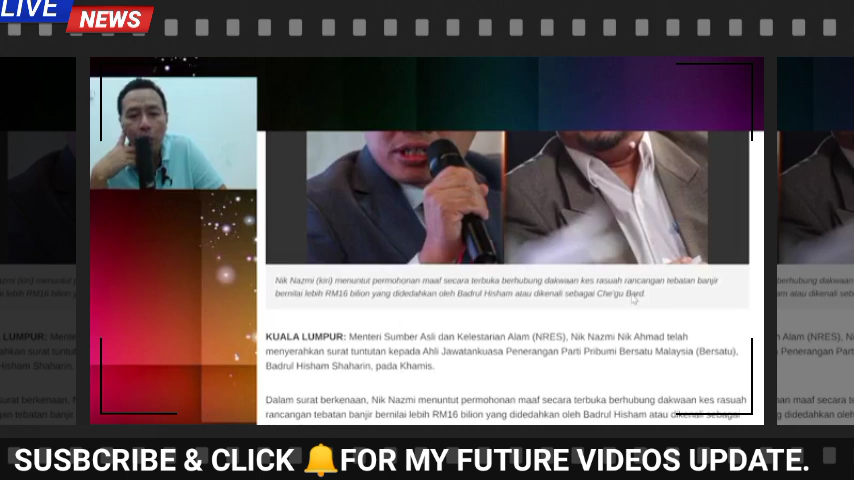 LIVE
NEWS
Nik Nazmi (kiri) menuntut permohonan maaf secara terbuka berhubung dakwaan kes rasuah rancangan tebatan banjir
bernilai lebih RM16 bilion yang didedahkan oleh Badrul Hisham atau dikenali sebagai Che'gu Bard.
KUALA LUMPUR: Menteri Sumber Asli dan Kelestarian Alam (NRES), Nik Nazmi Nik Ahmad telah
menyerahkan surat tuntutan kepada Ahli Jawatankuasa Penerangan Parti Pribumi Bersatu Malaysia (Bersatu),
Badrul Hisham Shaharin, pada Khamis.
Dalam surat berkenaan, Nik Nazmi menuntut permohonan maaf secara terbuka berhubung dakwaan kes rasuah
rancangan tebatan banjir bernilai lebih RM16 bilion yang didedahkan oleh Badrul Hisham atau dikenali sebagai
SUSBCRIBE & CLICK 🔔FOR MY FUTURE VIDEOS UPDATE.